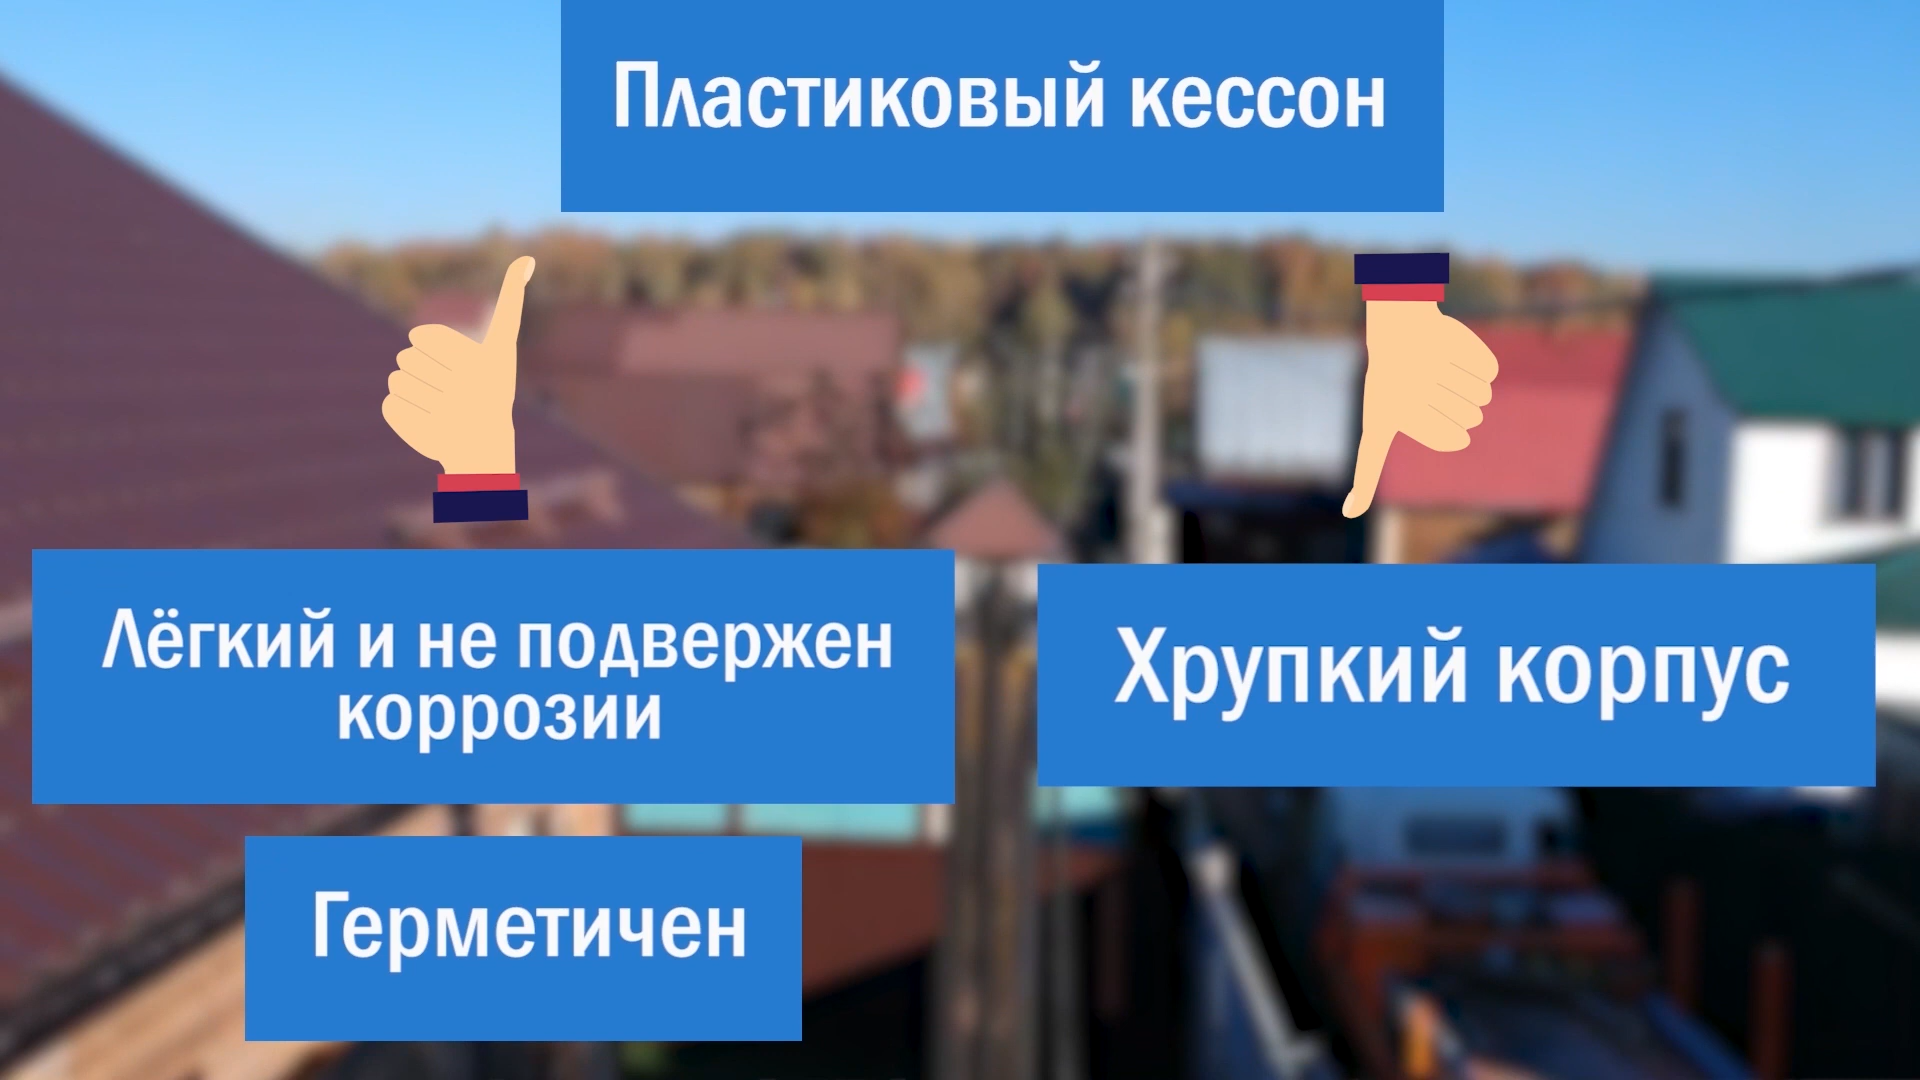 Пластиковый кессон
Лёгкий и не подвержен
коррозии
Хрупкий корпус
Герметичен